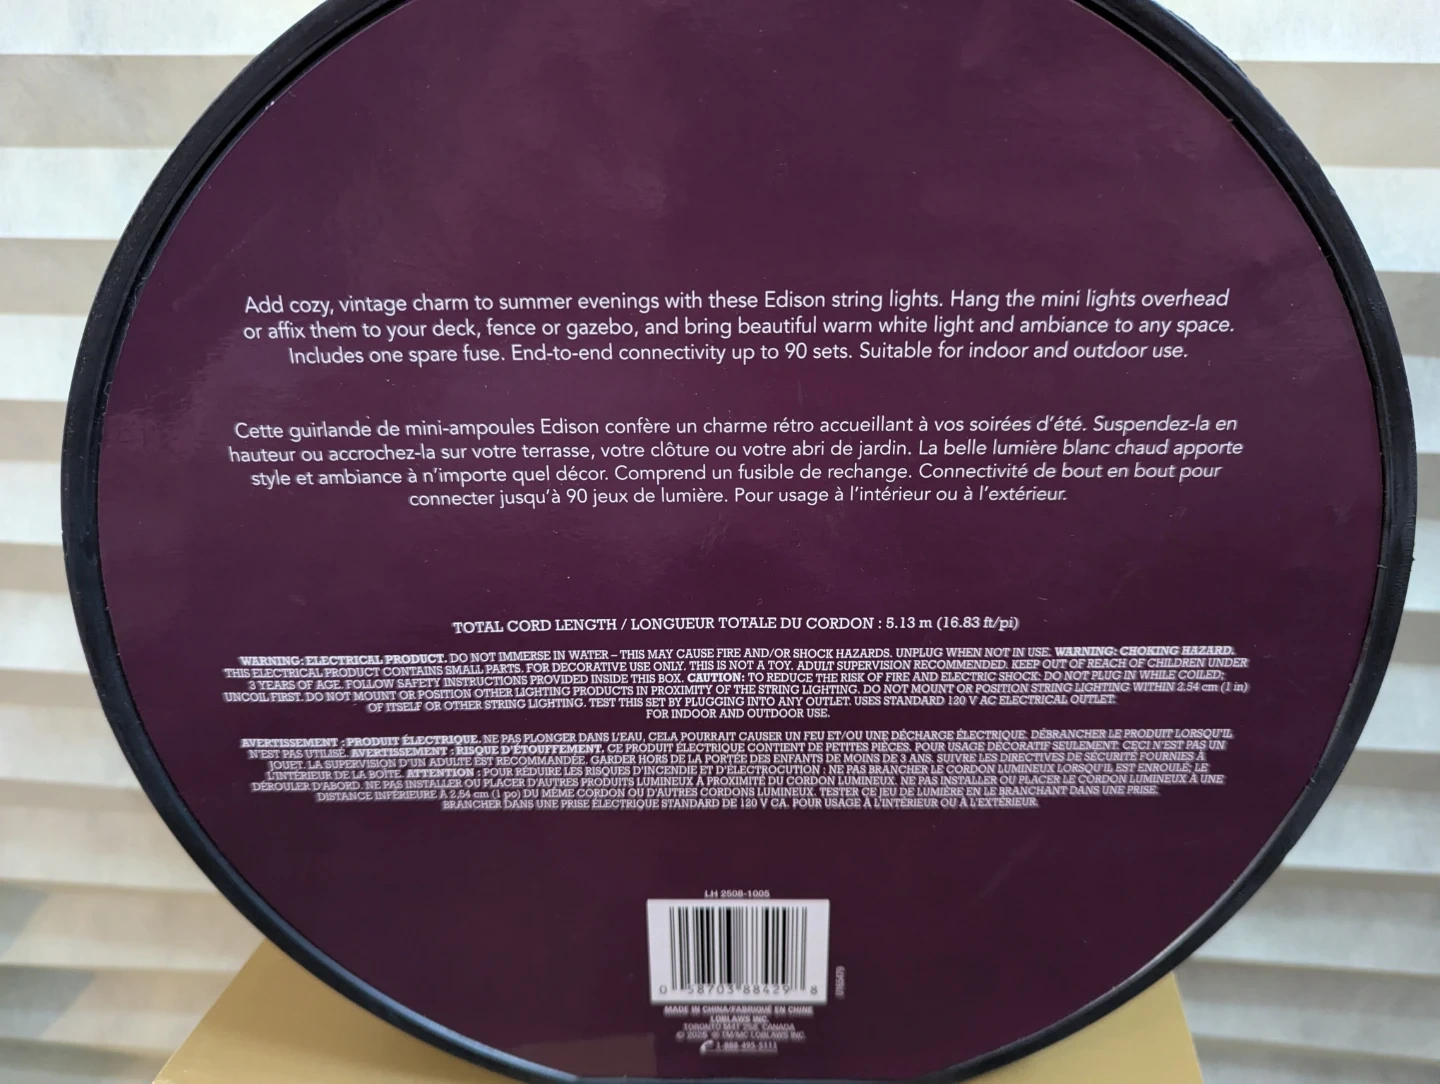 Add cozy, vintage charm to summer evenings with these Edison string lights. Hang the mini lights overhead
or affix them to your deck, fence or gazebo, and bring beautiful warm white light and ambiance to any space.
Includes one spare fuse. End-to-end connectivity up to 90 sets. Suitable for indoor and outdoor use.
Cette guirlande de mini-ampoules Edison confère un charme rétro accueillant à vos soirées d'été. Suspendez-la en
hauteur ou accrochez-la sur votre terrasse, votre clôture ou votre abri de jardin. La belle lumière blanc chaud apporte
style et ambiance à n'importe quel décor. Comprend un fusible de rechange. Connectivité de bout en bout pour
connecter jusqu'à 90 jeux de lumière. Pour usage à l'intérieur ou à l'extérieur.
TOTAL CORD LENGTH / LONGUEUR TOTALE DU CORDON : 5.13 m (16.83 ft/pi)
WARNING: ELECTRICAL PRODUCT. DO NOT IMMERSE IN WATER – THIS MAY CAUSE FIRE AND/OR SHOCK HAZARDS. UNPLUG WHEN NOT IN USE. WARNING: CHOKING HAZARD.
THIS ELECTRICAL PRODUCT CONTAINS SMALL PARTS. FOR DECORATIVE USE ONLY. THIS IS NOT A TOY. ADULT SUPERVISION RECOMMENDED. KEEP OUT OF REACH OF CHILDREN UNDER
3 YEARS OF AGE. FOLLOW SAFETY INSTRUCTIONS PROVIDED INSIDE THIS BOX. CAUTION: TO REDUCE THE RISK OF FIRE AND ELECTRIC SHOCK: DO NOT PLUG IN WHILE COILED;
UNCOIL FIRST. DO NOT MOUNT OR POSITION OTHER LIGHTING PRODUCTS IN PROXIMITY OF THE STRING LIGHTING. DO NOT MOUNT OR POSITION STRING LIGHTING WITHIN 2.54 cm (1 in)
OF ITSELF OR OTHER STRING LIGHTING. TEST THIS SET BY PLUGGING INTO ANY OUTLET. USES STANDARD 120 V AC ELECTRICAL OUTLET.
FOR INDOOR AND OUTDOOR USE.
AVERTISSEMENT : PRODUIT ÉLECTRIQUE. NE PAS PLONGER DANS L'EAU, CELA POURRAIT CAUSER UN FEU ET/OU UNE DÉCHARGE ÉLECTRIQUE. DÉBRANCHER LE PRODUIT LORSQU'IL
N'EST PAS UTILISÉ. AVERTISSEMENT : RISQUE D'ÉTOUFFEMENT. CE PRODUIT ÉLECTRIQUE CONTIENT DE PETITES PIÈCES. POUR USAGE DÉCORATIF SEULEMENT. CECI N'EST PAS UN
JOUET. LA SUPERVISION D'UN ADULTE EST RECOMMANDÉE. GARDER HORS DE LA PORTÉE DES ENFANTS DE MOINS DE 3 ANS. SUIVRE LES DIRECTIVES DE SÉCURITÉ FOURNIES À
L'INTÉRIEUR DE LA BOÎTE. ATTENTION : POUR RÉDUIRE LES RISQUES D'INCENDIE ET D'ÉLECTROCUTION : NE PAS BRANCHER LE CORDON LUMINEUX LORSQU'IL EST ENROULÉ; LE
DÉROULER D'ABORD. NE PAS INSTALLER OU PLACER D'AUTRES PRODUITS LUMINEUX À PROXIMITÉ DU CORDON LUMINEUX. NE PAS INSTALLER OU PLACER LE CORDON LUMINEUX À UNE
DISTANCE INFÉRIEURE À 2,54 cm (1 po) DU MÊME CORDON OU D'AUTRES CORDONS LUMINEUX. TESTER CE JEU DE LUMIÈRE EN LE BRANCHANT DANS UNE PRISE.
BRANCHER DANS UNE PRISE ÉLECTRIQUE STANDARD DE 120 V CA. POUR USAGE À L'INTÉRIEUR OU À L'EXTÉRIEUR.
LH 2508-1005
0 58703 88429 8
MADE IN CHINA/FABRIQUÉ EN CHINE
LOBLAWS INC.
TORONTO M4T 2S8, CANADA
© 2025 ® TM/MC LOBLAWS INC.
1-888-495-5111